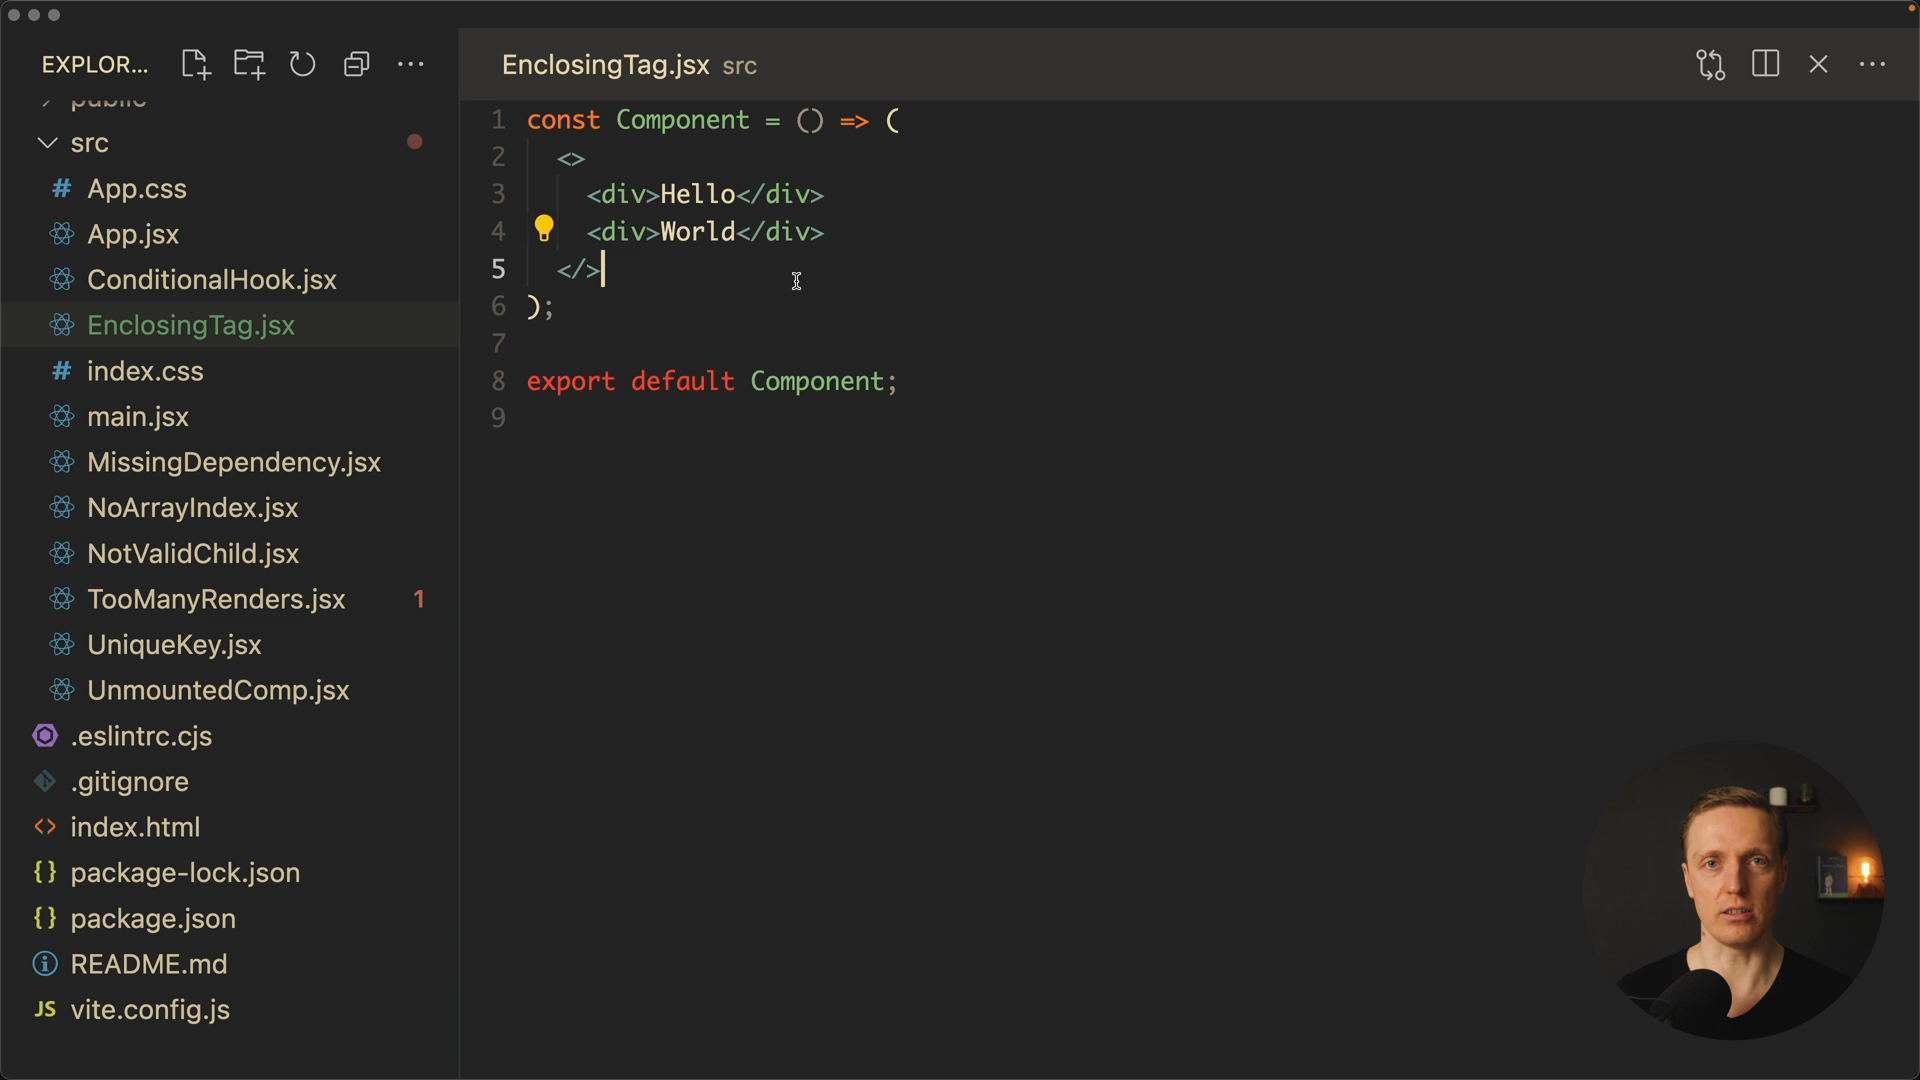 EXPLOR...
EnclosingTag.jsx src
public
src
# App.css
App.jsx
ConditionalHook.jsx
EnclosingTag.jsx
# index.css
main.jsx
MissingDependency.jsx
NoArrayIndex.jsx
NotValidChild.jsx
TooManyRenders.jsx 1
UniqueKey.jsx
UnmountedComp.jsx
.eslintrc.cjs
.gitignore
<> index.html
{} package-lock.json
{} package.json
README.md
JS vite.config.js
1 const Component = () => (
2 <>
3 <div>Hello</div>
4 <div>World</div>
5 </>
6 );
7
8 export default Component;
9